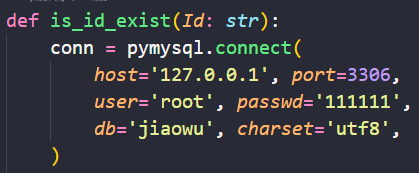 def is_id_exist(Id: str):
    conn = pymysql.connect(
        host='127.0.0.1', port=3306,
        user='root', passwd='111111',
        db='jiaowu', charset='utf8',
    )